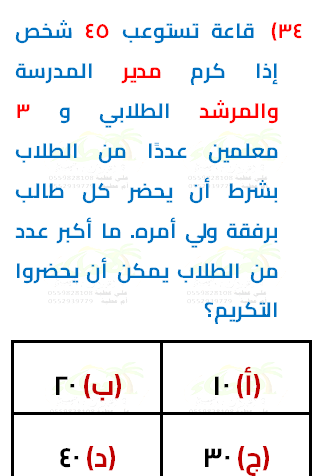 ٣٤) قاعة تستوعب ٤٥ شخص
إذا كرم مدير المدرسة
والمرشد الطلابي و ٣
معلمين عددًا من الطلاب
بشرط أن يحضر كل طالب
برفقة ولي أمره. ما أكبر عدد
من الطلاب يمكن أن يحضروا
التكريم؟
(أ) ١٠ (ب) ٢٠
(ج) ٣٠ (د) ٤٠